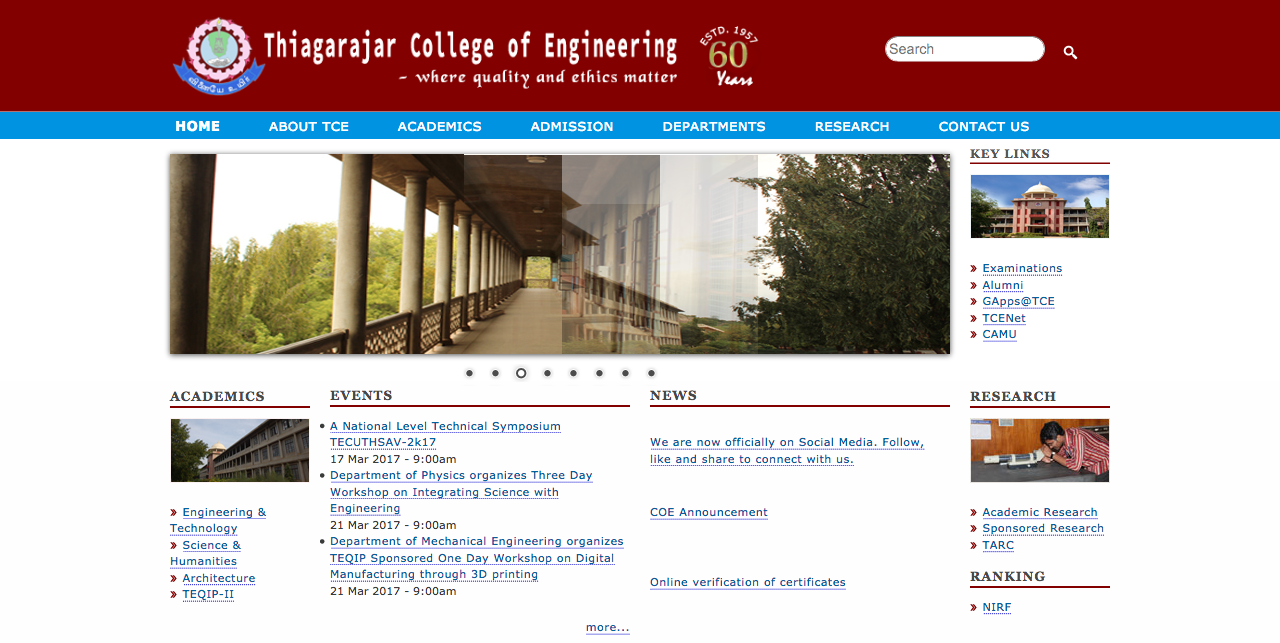 Thiagarajar College of Engineering
- where quality and ethics matter
ESTD. 1957
60
Years
Search
HOME
ABOUT TCE
ACADEMICS
ADMISSION
DEPARTMENTS
RESEARCH
CONTACT US
KEY LINKS
» Examinations
» Alumni
» GApps@TCE
» TCENet
» CAMU
ACADEMICS
» Engineering &
Technology
» Science &
Humanities
» Architecture
» TEQIP-II
EVENTS
• A National Level Technical Symposium
TECUTHSAV-2k17
17 Mar 2017 - 9:00am
• Department of Physics organizes Three Day
Workshop on Integrating Science with
Engineering
21 Mar 2017 - 9:00am
• Department of Mechanical Engineering organizes
TEQIP Sponsored One Day Workshop on Digital
Manufacturing through 3D printing
21 Mar 2017 - 9:00am
more...
NEWS
We are now officially on Social Media. Follow,
like and share to connect with us.
COE Announcement
Online verification of certificates
RESEARCH
» Academic Research
» Sponsored Research
» TARC
RANKING
» NIRF